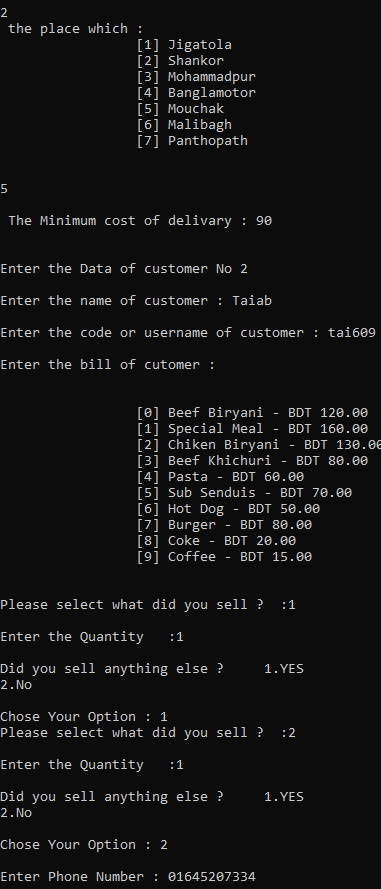 2
the place which :
[1] Jigatola
[2] Shankor
[3] Mohammadpur
[4] Banglamotor
[5] Mouchak
[6] Malibagh
[7] Panthopath
5
The Minimum cost of delivary : 90
Enter the Data of customer No 2
Enter the name of customer : Taiab
Enter the code or username of customer : tai609
Enter the bill of cutomer :
[0] Beef Biryani - BDT 120.00
[1] Special Meal - BDT 160.00
[2] Chiken Biryani - BDT 130.00
[3] Beef Khichuri - BDT 80.00
[4] Pasta - BDT 60.00
[5] Sub Senduis - BDT 70.00
[6] Hot Dog - BDT 50.00
[7] Burger - BDT 80.00
[8] Coke - BDT 20.00
[9] Coffee - BDT 15.00
Please select what did you sell ?  :1
Enter the Quantity   :1
Did you sell anything else ?     1.YES
2.No
Chose Your Option : 1
Please select what did you sell ?  :2
Enter the Quantity   :1
Did you sell anything else ?     1.YES
2.No
Chose Your Option : 2
Enter Phone Number : 01645207334